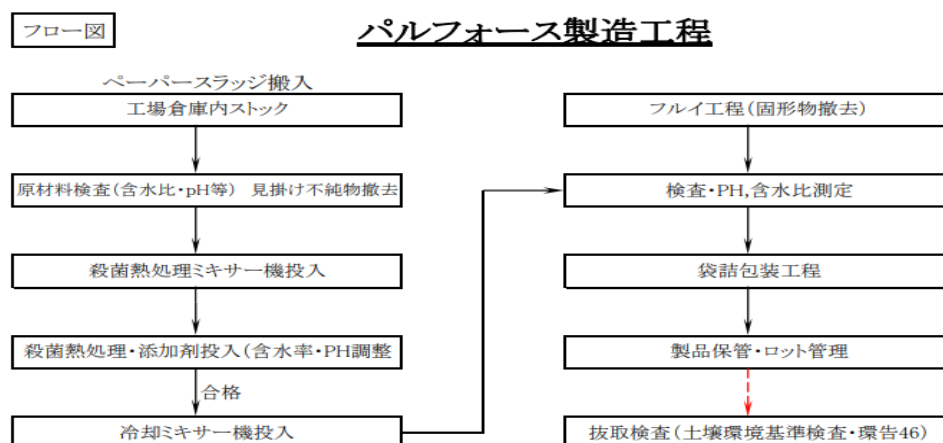 フロー図
パルフォース製造工程
ペーパースラッジ搬入
工場倉庫内ストック
原材料検査(含水比・pH等) 見掛け不純物撤去
殺菌熱処理ミキサー機投入
殺菌熱処理・添加剤投入(含水率・PH調整
合格
冷却ミキサー機投入
フルイ工程(固形物撤去)
検査・PH,含水比測定
袋詰包装工程
製品保管・ロット管理
抜取検査(土壌環境基準検査・環告46)